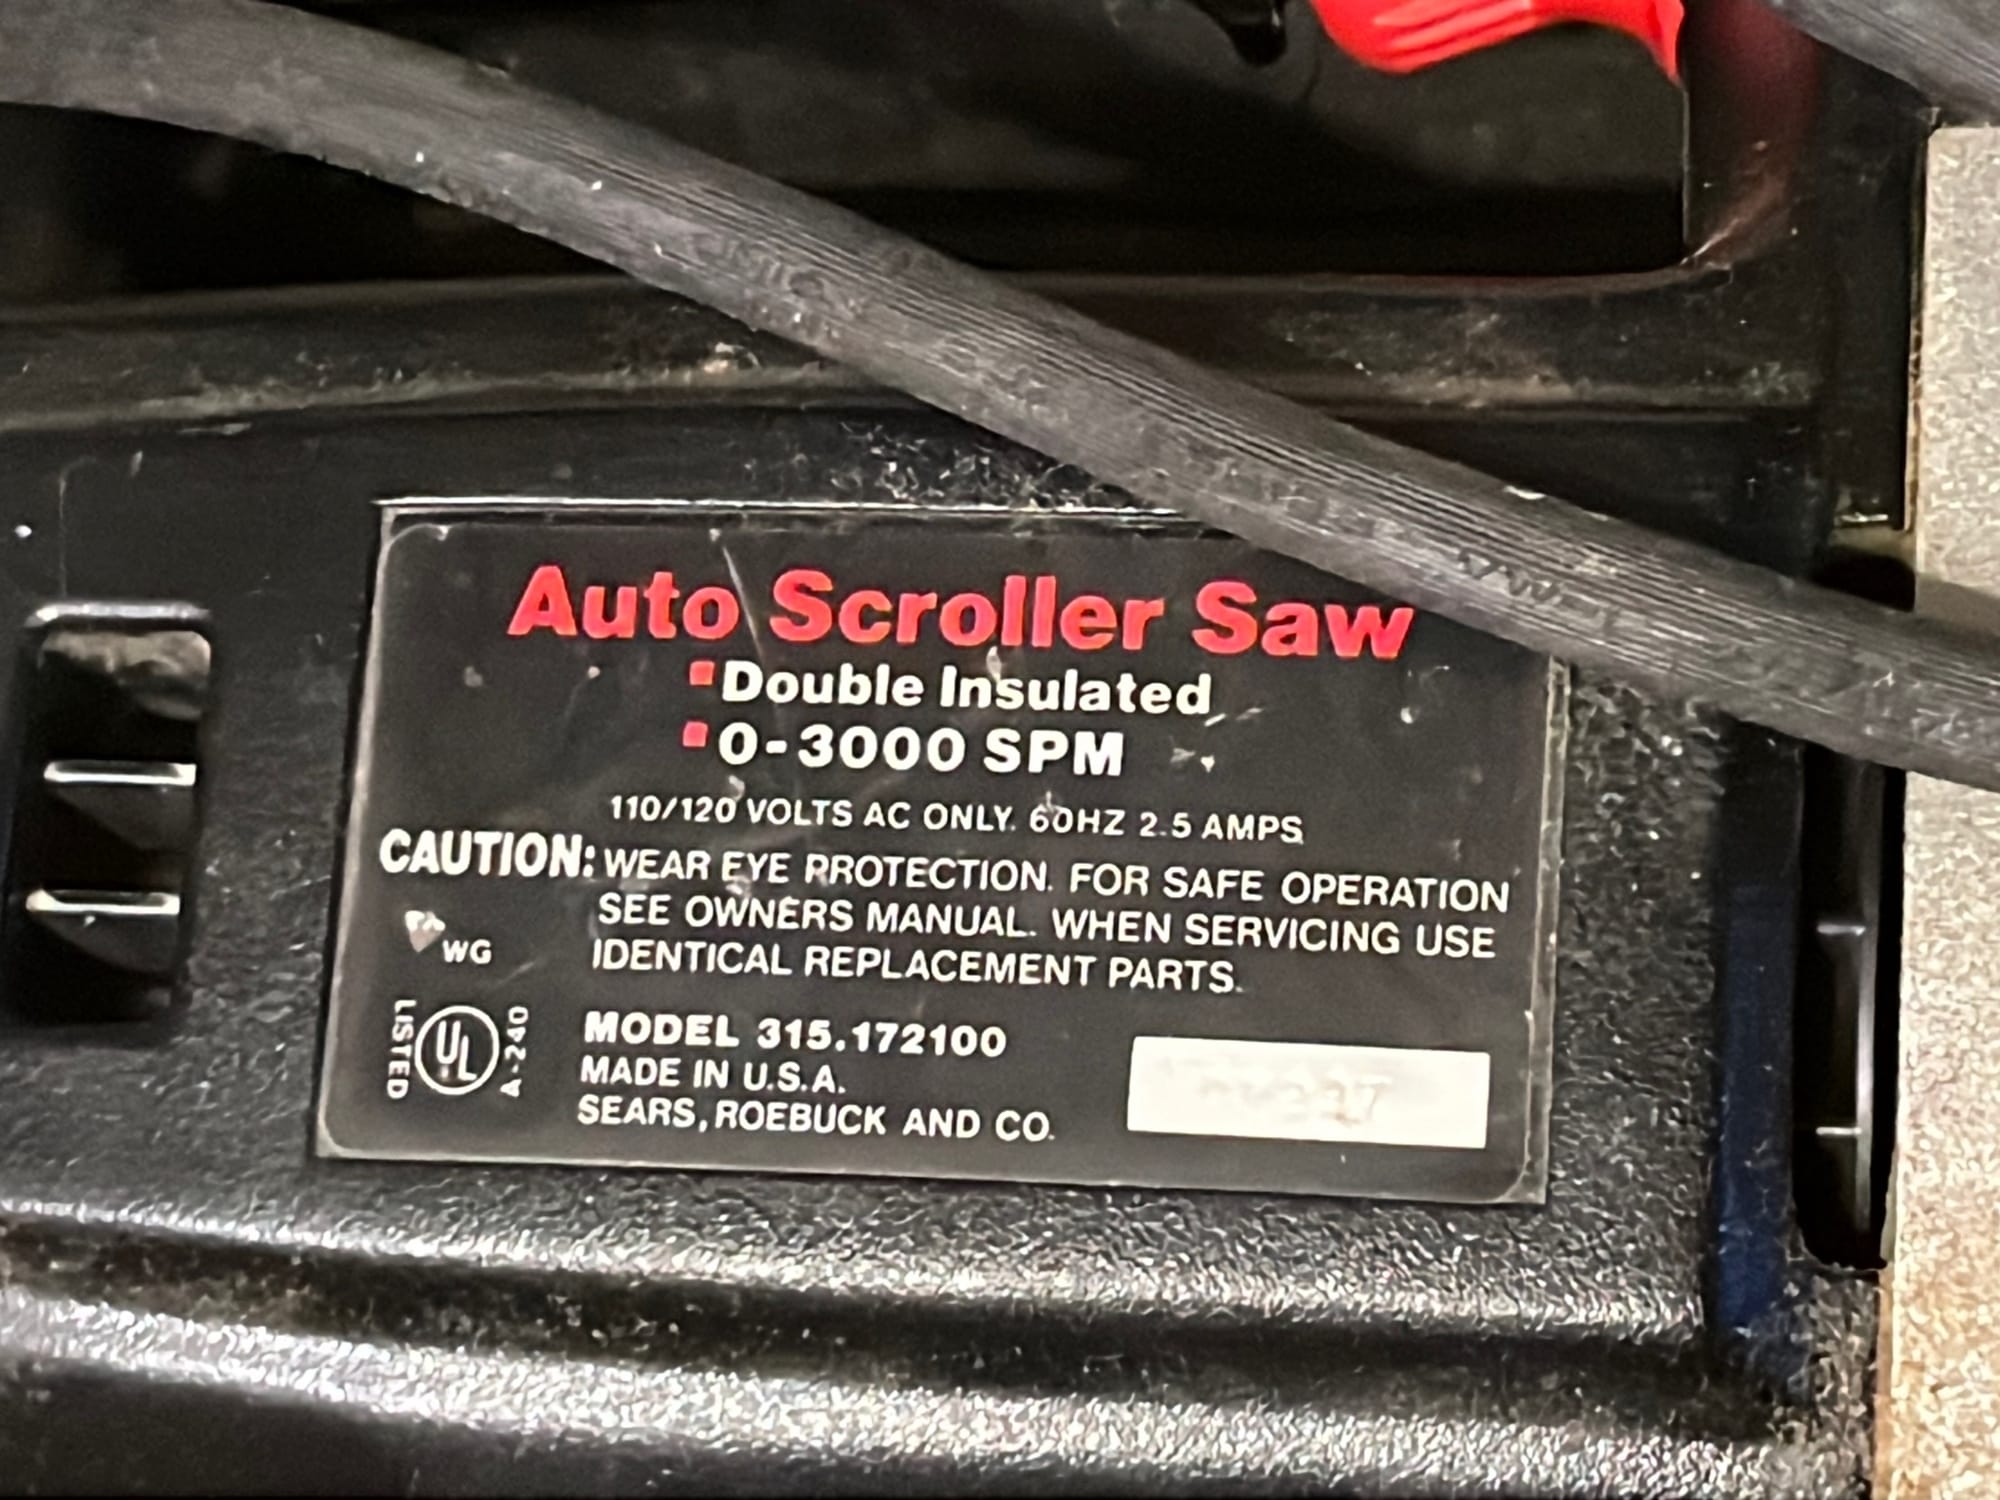 Auto Scroller Saw
Double Insulated
0-3000 SPM
110/120 VOLTS AC ONLY. 60HZ 2.5 AMPS
CAUTION: WEAR EYE PROTECTION. FOR SAFE OPERATION
SEE OWNERS MANUAL. WHEN SERVICING USE
IDENTICAL REPLACEMENT PARTS.
WG
LISTED UL A-240
MODEL 315.172100
MADE IN U.S.A.
SEARS, ROEBUCK AND CO.